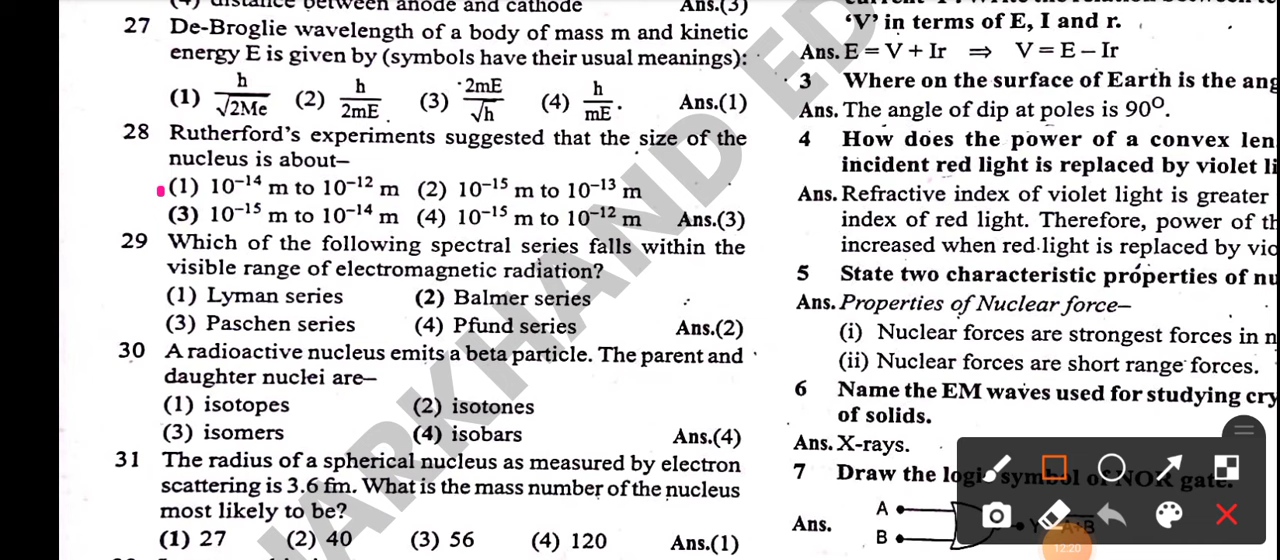 (4) distance between anode and cathode Ans.(3)
27 De-Broglie wavelength of a body of mass m and kinetic
energy E is given by (symbols have their usual meanings):
(1) h/√2Me (2) h/2mE (3) 2mE/√h (4) h/mE. Ans.(1)
28 Rutherford's experiments suggested that the size of the
nucleus is about–
(1) 10⁻¹⁴ m to 10⁻¹² m (2) 10⁻¹⁵ m to 10⁻¹³ m
(3) 10⁻¹⁵ m to 10⁻¹⁴ m (4) 10⁻¹⁵ m to 10⁻¹² m Ans.(3)
29 Which of the following spectral series falls within the
visible range of electromagnetic radiation?
(1) Lyman series (2) Balmer series
(3) Paschen series (4) Pfund series Ans.(2)
30 A radioactive nucleus emits a beta particle. The parent and
daughter nuclei are–
(1) isotopes (2) isotones
(3) isomers (4) isobars Ans.(4)
31 The radius of a spherical nucleus as measured by electron
scattering is 3.6 fm. What is the mass number of the nucleus
most likely to be?
(1) 27 (2) 40 (3) 56 (4) 120 Ans.(1)
'V' in terms of E, I and r.
Ans. E = V + Ir ⇒ V = E – Ir
3 Where on the surface of Earth is the ang
Ans. The angle of dip at poles is 90⁰.
4 How does the power of a convex len
incident red light is replaced by violet li
Ans. Refractive index of violet light is greater
index of red light. Therefore, power of th
increased when red light is replaced by vio
5 State two characteristic properties of nu
Ans. Properties of Nuclear force–
(i) Nuclear forces are strongest forces in n
(ii) Nuclear forces are short range forces.
6 Name the EM waves used for studying cry
of solids.
Ans. X-rays.
7 Draw the logic symbol of NOR gate.
Ans. A
B
12:20
JHARKHAND ED